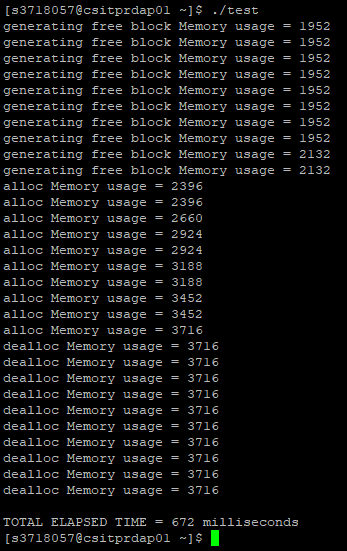 [s3718057@csitprdap01 ~]$ ./test
generating free block Memory usage = 1952
generating free block Memory usage = 1952
generating free block Memory usage = 1952
generating free block Memory usage = 1952
generating free block Memory usage = 1952
generating free block Memory usage = 1952
generating free block Memory usage = 1952
generating free block Memory usage = 2132
generating free block Memory usage = 2132
alloc Memory usage = 2396
alloc Memory usage = 2396
alloc Memory usage = 2660
alloc Memory usage = 2924
alloc Memory usage = 2924
alloc Memory usage = 3188
alloc Memory usage = 3188
alloc Memory usage = 3452
alloc Memory usage = 3452
alloc Memory usage = 3716
dealloc Memory usage = 3716
dealloc Memory usage = 3716
dealloc Memory usage = 3716
dealloc Memory usage = 3716
dealloc Memory usage = 3716
dealloc Memory usage = 3716
dealloc Memory usage = 3716
dealloc Memory usage = 3716
dealloc Memory usage = 3716
dealloc Memory usage = 3716
TOTAL ELAPSED TIME = 672 milliseconds
[s3718057@csitprdap01 ~]$